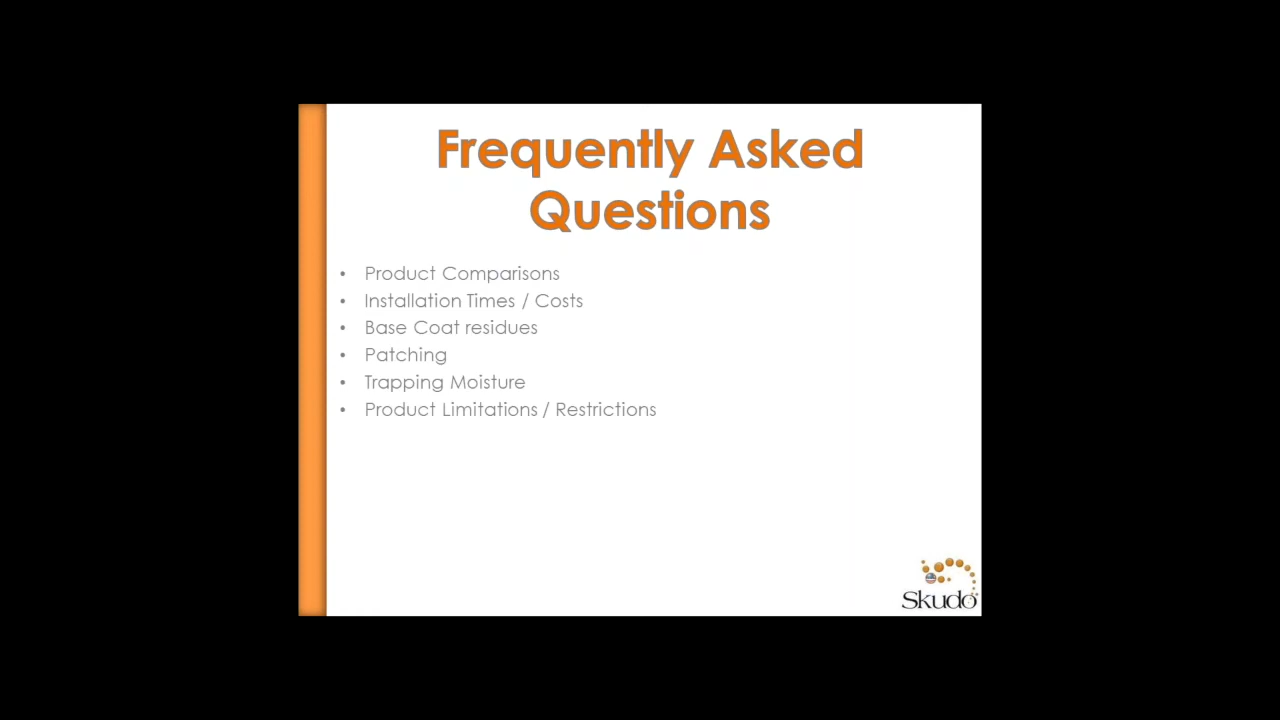 Frequently Asked
Questions
• Product Comparisons
• Installation Times / Costs
• Base Coat residues
• Patching
• Trapping Moisture
• Product Limitations / Restrictions
Skudo